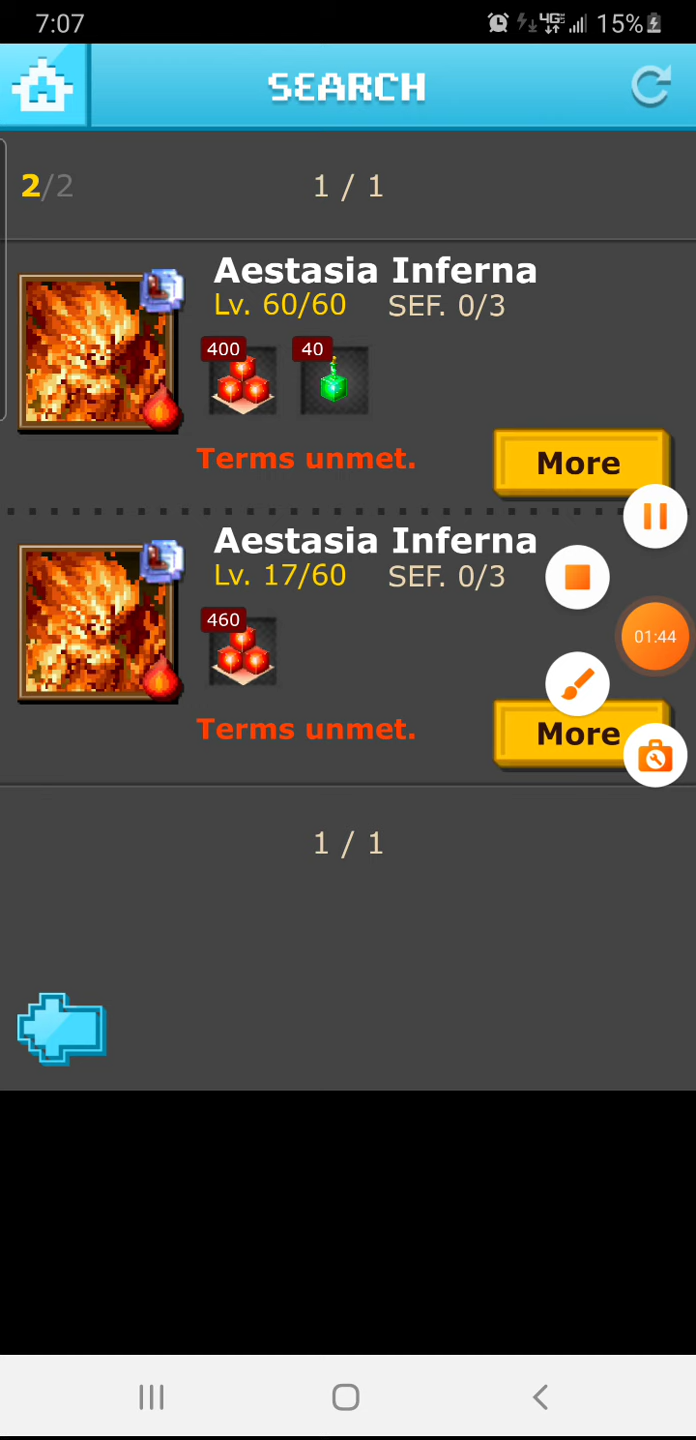 7:07
4GE 15%
SEARCH
2/2 1 / 1
Aestasia Inferna
Lv. 60/60 SEF. 0/3
400 40
Terms unmet. More
Aestasia Inferna
Lv. 17/60 SEF. 0/3
01:44
460
Terms unmet. More
1 / 1